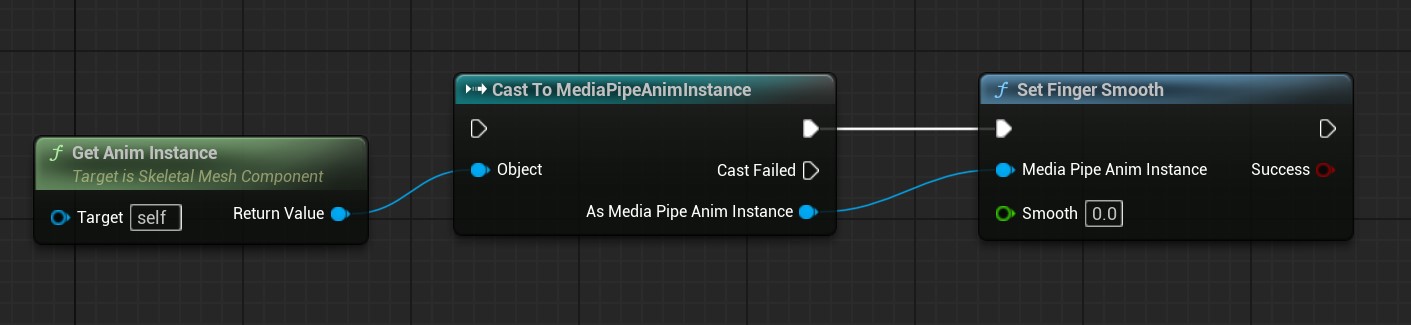 Get Anim Instance
Target is Skeletal Mesh Component
Target self
Return Value
Cast To MediaPipeAnimInstance
Object
Cast Failed
As Media Pipe Anim Instance
Set Finger Smooth
Media Pipe Anim Instance
Success
Smooth 0.0